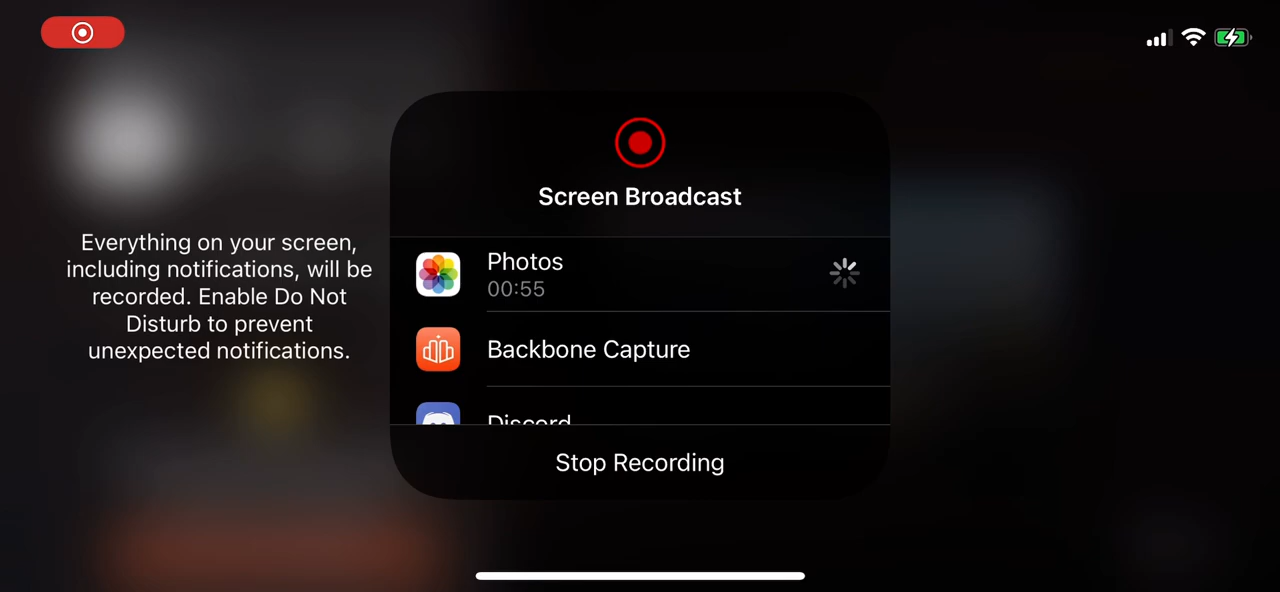 Screen Broadcast
Everything on your screen,
including notifications, will be
recorded. Enable Do Not
Disturb to prevent
unexpected notifications.
Photos
00:55
Backbone Capture
Discord
Stop Recording